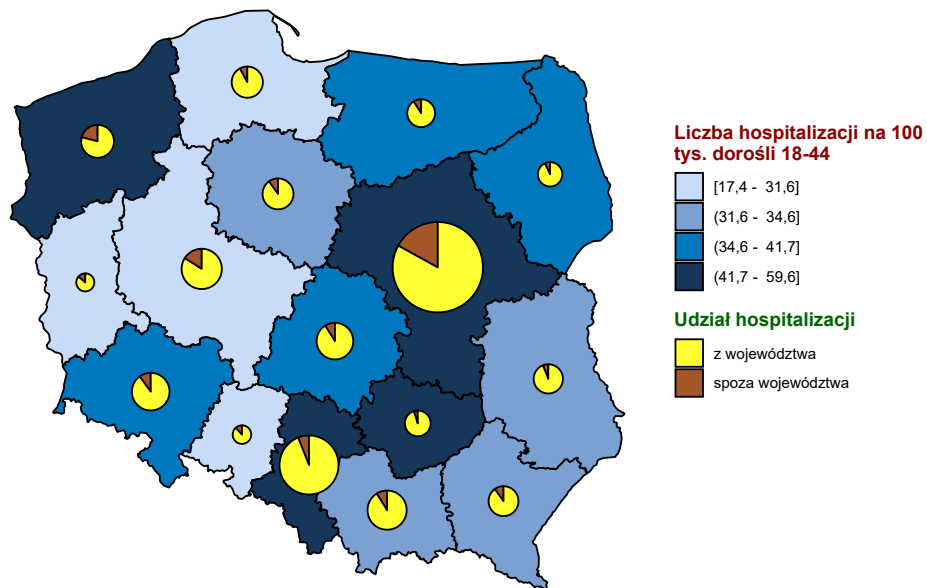 Liczba hospitalizacji na 100
tys. dorośli 18-44
[17,4 - 31,6]
(31,6 - 34,6]
(34,6 - 41,7]
(41,7 - 59,6]
Udział hospitalizacji
z województwa
spoza województwa